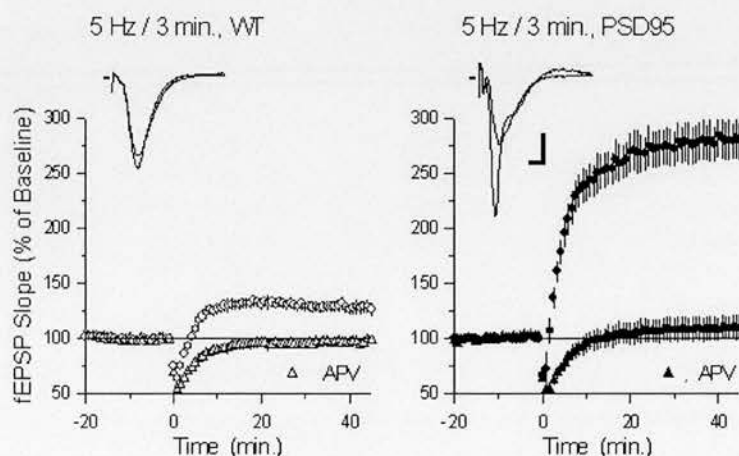 5 Hz / 3 min., WT
5 Hz / 3 min., PSD95
fEPSP Slope (% of Baseline)
300
250
200
150
100
50
APV
-20
0
20
40
Time (min.)
300
250
200
150
100
50
APV
-20
0
20
40
Time (min.)